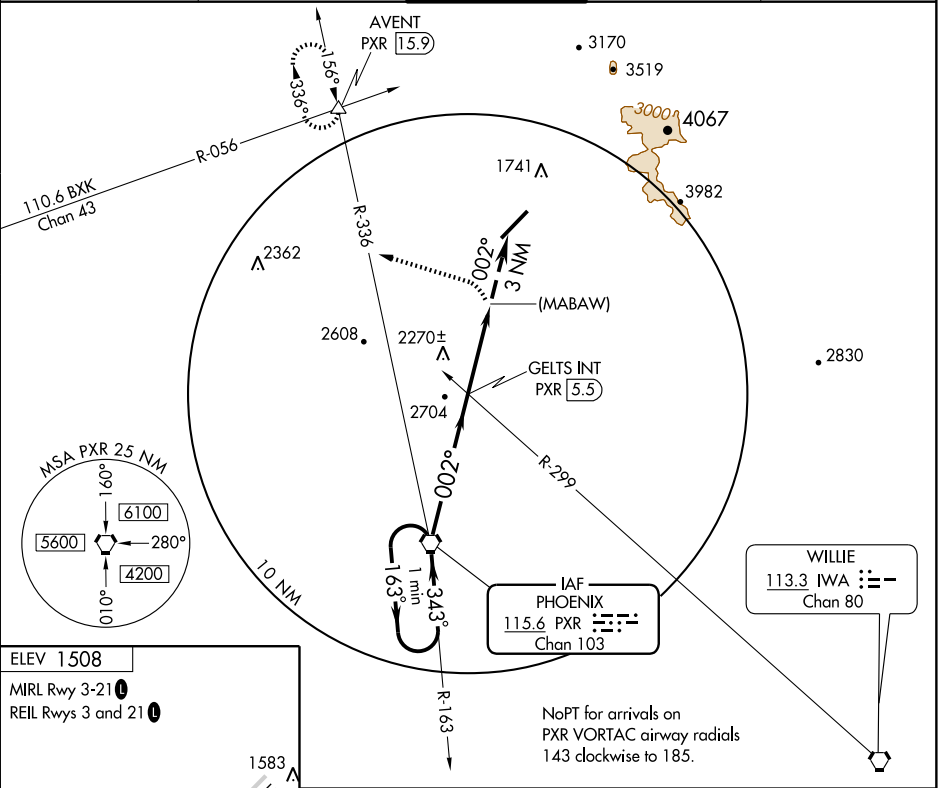 AVENT
PXR 15.9
3170
3519
156°
336°
3000
4067
R-056
1741
110.6 BXK
Chan 43
3982
R-336
2362
002°
3 NM
(MABAW)
2608
2270±
2830
GELTS INT
PXR 5.5
2704
MSA PXR 25 NM
160°
6100
5600
280°
4200
010°
002°
R-299
10 NM
1 min
163°
343°
IAF
PHOENIX
115.6 PXR
Chan 103
WILLIE
113.3 IWA
Chan 80
ELEV 1508
MIRL Rwy 3-21 L
REIL Rwys 3 and 21 L
R-163
NoPT for arrivals on
PXR VORTAC airway radials
143 clockwise to 185.
1583